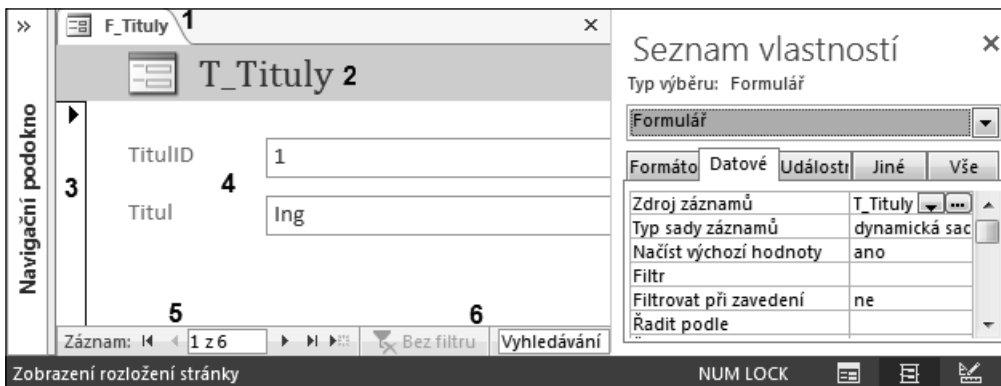 »
F_Tituly 1
T_Tituly 2
Navigační podokno
3
TitulID 1
4
Titul Ing
5
6
Záznam: 1 z 6 Bez filtru Vyhledávání
Seznam vlastností
Typ výběru: Formulář
Formulář
Formáto Datové Událostı Jiné Vše
Zdroj záznamů T_Tituly
Typ sady záznamů dynamická sac
Načíst výchozí hodnoty ano
Filtr
Filtrovat při zavedení ne
Řadit podle
Zobrazení rozložení stránky NUM LOCK